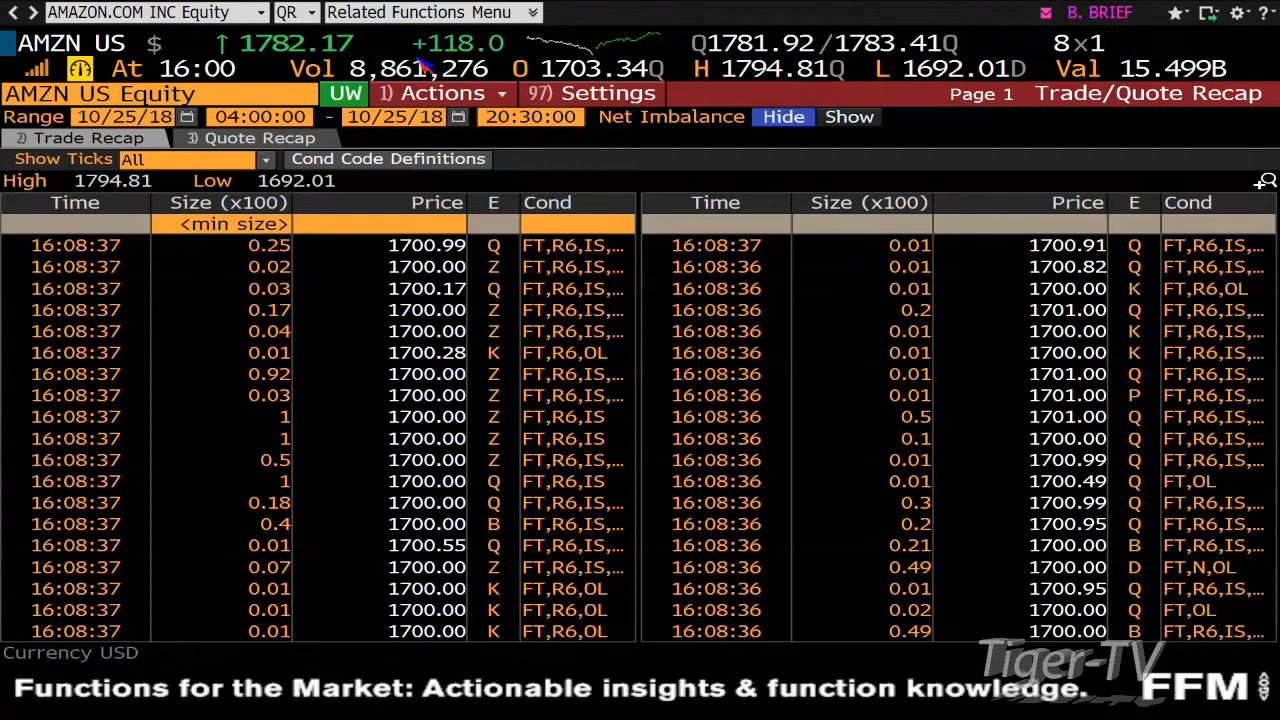 AMAZON.COM INC Equity QR Related Functions Menu B. BRIEF ?
AMZN US $ ↑ 1782.17 +118.0 Q1781.92/1783.41Q 8×1
At 16:00 Vol 8,861,276 O 1703.34Q H 1794.81Q L 1692.01D Val 15.499B
AMZN US Equity UW 1) Actions 97) Settings Page 1 Trade/Quote Recap
Range 10/25/18 04:00:00 - 10/25/18 20:30:00 Net Imbalance Hide Show
2) Trade Recap 3) Quote Recap
Show Ticks All Cond Code Definitions
High 1794.81 Low 1692.01
Time Size (x100) Price E Cond Time Size (x100) Price E Cond
<min size>
16:08:37 0.25 1700.99 Q FT,R6,IS,... 16:08:37 0.01 1700.91 Q FT,R6,IS,...
16:08:37 0.02 1700.00 Z FT,R6,IS,... 16:08:36 0.01 1700.82 Q FT,R6,IS,...
16:08:37 0.03 1700.17 Q FT,R6,IS,... 16:08:36 0.01 1700.00 K FT,R6,OL
16:08:37 0.17 1700.00 Z FT,R6,IS,... 16:08:36 0.2 1701.00 Q FT,R6,IS,...
16:08:37 0.04 1700.00 Z FT,R6,IS,... 16:08:36 0.01 1700.00 K FT,R6,IS,...
16:08:37 0.01 1700.28 K FT,R6,OL 16:08:36 0.01 1700.00 K FT,R6,IS,...
16:08:37 0.92 1700.00 Z FT,R6,IS,... 16:08:36 0.01 1701.00 Q FT,R6,IS,...
16:08:37 0.03 1700.00 Z FT,R6,IS,... 16:08:36 0.01 1701.00 P FT,R6,IS,...
16:08:37 1 1700.00 Z FT,R6,IS 16:08:36 0.5 1701.00 Q FT,R6,IS,...
16:08:37 1 1700.00 Z FT,R6,IS 16:08:36 0.1 1700.00 Q FT,R6,IS,...
16:08:37 0.5 1700.00 Z FT,R6,IS,... 16:08:36 0.01 1700.99 Q FT,R6,IS,...
16:08:37 1 1700.00 Z FT,R6,IS 16:08:36 0.01 1700.49 Q FT,OL
16:08:37 0.18 1700.00 Z FT,R6,IS,... 16:08:36 0.3 1700.99 Q FT,R6,IS,...
16:08:37 0.4 1700.00 B FT,R6,IS,... 16:08:36 0.2 1700.95 Q FT,R6,IS,...
16:08:37 0.01 1700.55 Q FT,R6,IS,... 16:08:36 0.21 1700.00 B FT,R6,IS,...
16:08:37 0.07 1700.00 Z FT,R6,IS,... 16:08:36 0.49 1700.00 D FT,N,OL
16:08:37 0.01 1700.00 K FT,R6,OL 16:08:36 0.01 1700.95 Q FT,R6,IS,...
16:08:37 0.01 1700.00 K FT,R6,OL 16:08:36 0.02 1700.00 Q FT,OL
16:08:37 0.01 1700.00 K FT,R6,OL 16:08:36 0.49 1700.00 B FT,R6,IS,...
Currency USD
Tiger-TV
Functions for the Market: Actionable insights & function knowledge. FFM